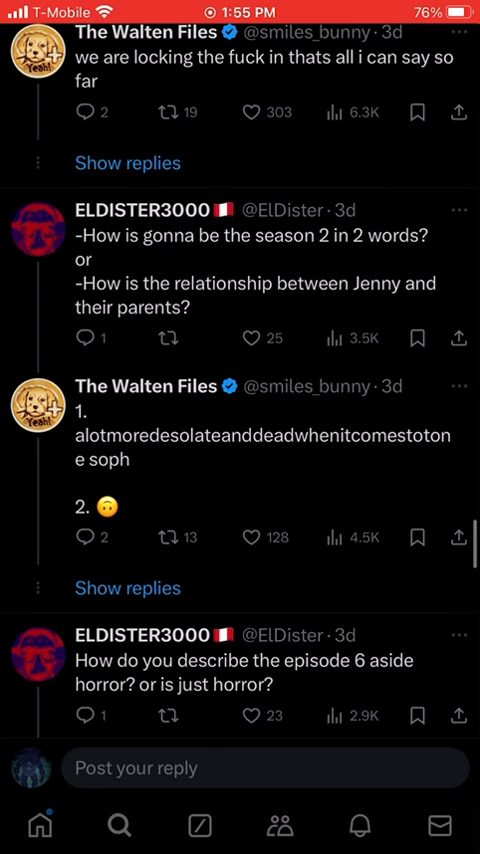 T-Mobile 1:55 PM 76%
The Walten Files @smiles_bunny · 3d
we are locking the fuck in thats all i can say so
far
2 19 303 6.3K
Show replies
ELDISTER3000🇵🇪 @ElDister · 3d
-How is gonna be the season 2 in 2 words?
or
-How is the relationship between Jenny and
their parents?
1 25 3.5K
Yeah!
The Walten Files @smiles_bunny · 3d
1.
alotmoredesolateanddeadwhenitcomestoton
e soph
2. 🙃
2 13 128 4.5K
Show replies
ELDISTER3000🇵🇪 @ElDister · 3d
How do you describe the episode 6 aside
horror? or is just horror?
1 23 2.9K
Post your reply